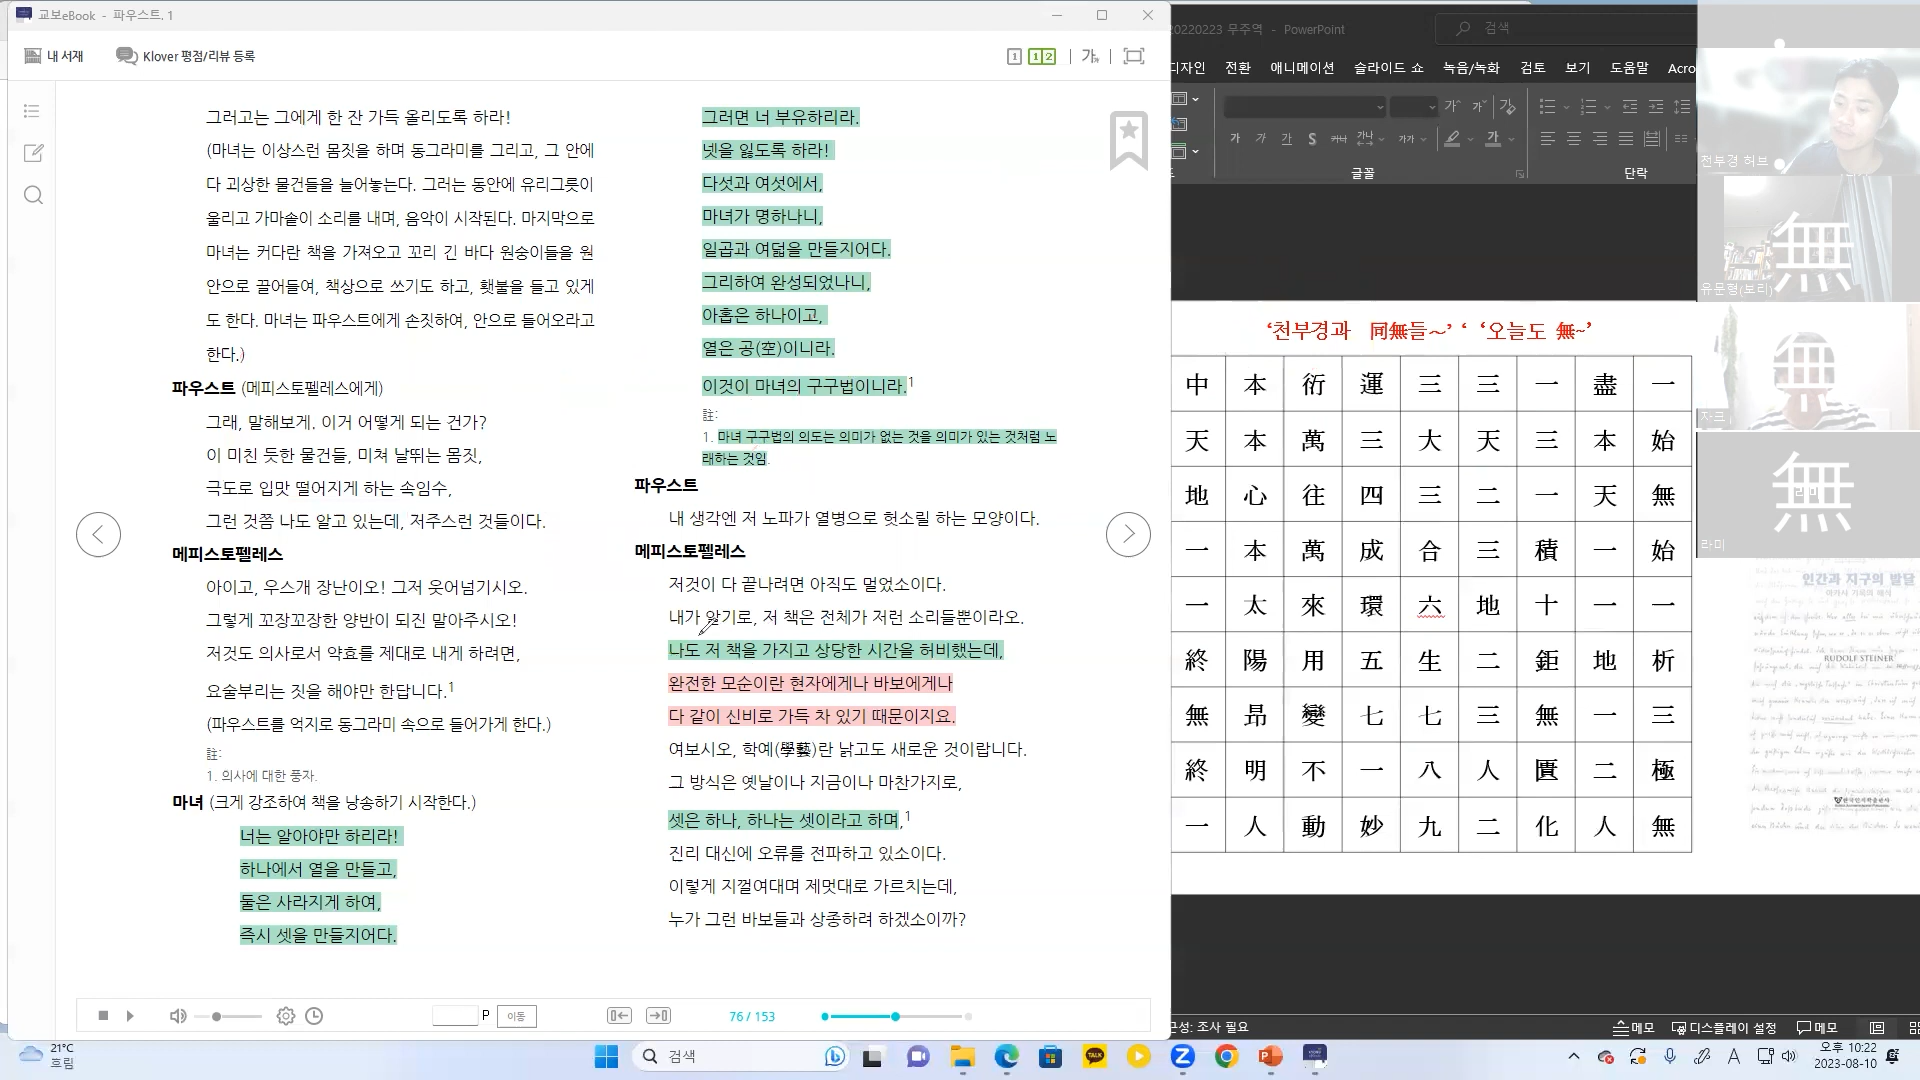 교보eBook - 파우스트. 1
내 서재
Klover 평점/리뷰 등록
그러고는 그에게 한 잔 가득 올리도록 하라!
(마녀는 이상스런 몸짓을 하며 동그라미를 그리고, 그 안에
다 괴상한 물건들을 늘어놓는다. 그러는 동안에 유리그릇이
울리고 가마솥이 소리를 내며, 음악이 시작된다. 마지막으로
마녀는 커다란 책을 가져오고 꼬리 긴 바다 원숭이들을 원
안으로 끌어들여, 책상으로 쓰기도 하고, 횃불을 들고 있게
도 한다. 마녀는 파우스트에게 손짓하여, 안으로 들어오라고
한다.)
파우스트 (메피스토펠레스에게)
그래, 말해보게. 이거 어떻게 되는 건가?
이 미친 듯한 물건들, 미쳐 날뛰는 몸짓,
극도로 입맛 떨어지게 하는 속임수,
그런 것쯤 나도 알고 있는데, 저주스런 것들이다.
메피스토펠레스
아이고, 우스개 장난이오! 그저 웃어넘기시오.
그렇게 꼬장꼬장한 양반이 되진 말아주시오!
저것도 의사로서 약효를 제대로 내게 하려면,
요술부리는 짓을 해야만 한답니다.1
(파우스트를 억지로 동그라미 속으로 들어가게 한다.)
註:
1. 의사에 대한 풍자.
마녀 (크게 강조하여 책을 낭송하기 시작한다.)
너는 알아야만 하리라!
하나에서 열을 만들고,
둘은 사라지게 하여,
즉시 셋을 만들지어다.
그러면 너 부유하리라.
넷을 잃도록 하라!
다섯과 여섯에서,
마녀가 명하나니,
일곱과 여덟을 만들지어다.
그리하여 완성되었나니,
아홉은 하나이고,
열은 공(空)이니라.
이것이 마녀의 구구법이니라.1
註:
1. 마녀 구구법의 의도는 의미가 없는 것을 의미가 있는 것처럼 노
래하는 것임.
파우스트
내 생각엔 저 노파가 열병으로 헛소릴 하는 모양이다.
메피스토펠레스
저것이 다 끝나려면 아직도 멀었소이다.
내가 알기로, 저 책은 전체가 저런 소리들뿐이라오.
나도 저 책을 가지고 상당한 시간을 허비했는데,
완전한 모순이란 현자에게나 바보에게나
다 같이 신비로 가득 차 있기 때문이지요.
여보시오, 학예(學藝)란 낡고도 새로운 것이랍니다.
그 방식은 옛날이나 지금이나 마찬가지로,
셋은 하나, 하나는 셋이라고 하며,1
진리 대신에 오류를 전파하고 있소이다.
이렇게 지껄여대며 제멋대로 가르치는데,
누가 그런 바보들과 상종하려 하겠소이까?
P 이동
76 / 153
20220223 무주역 - PowerPoint
검색
디자인 전환 애니메이션 슬라이드 쇼 녹음/녹화 검토 보기 도움말 Acro
글꼴 단락
‘천부경과 同無들~’ ‘ ‘오늘도 無~’
中 本 衍 運 三 三 一 盡 一
天 本 萬 三 大 天 三 本 始
地 心 往 四 三 二 一 天 無
一 本 萬 成 合 三 積 一 始
一 太 來 環 六 地 十 一 一
終 陽 用 五 生 二 鉅 地 析
無 昻 變 七 七 三 無 一 三
終 明 不 一 八 人 匱 二 極
一 人 動 妙 九 二 化 人 無
천부경 허브
無
유문형(보리)
無
자프
無
라미
라미
인간과 지구의 발달
아카샤 기록의 해석
RUDOLF STEINER
한국인지학출판사
근성: 조사 필요
메모 디스플레이 설정 메모
21°C
흐림
검색
TALK
오후 10:22
2023-08-10